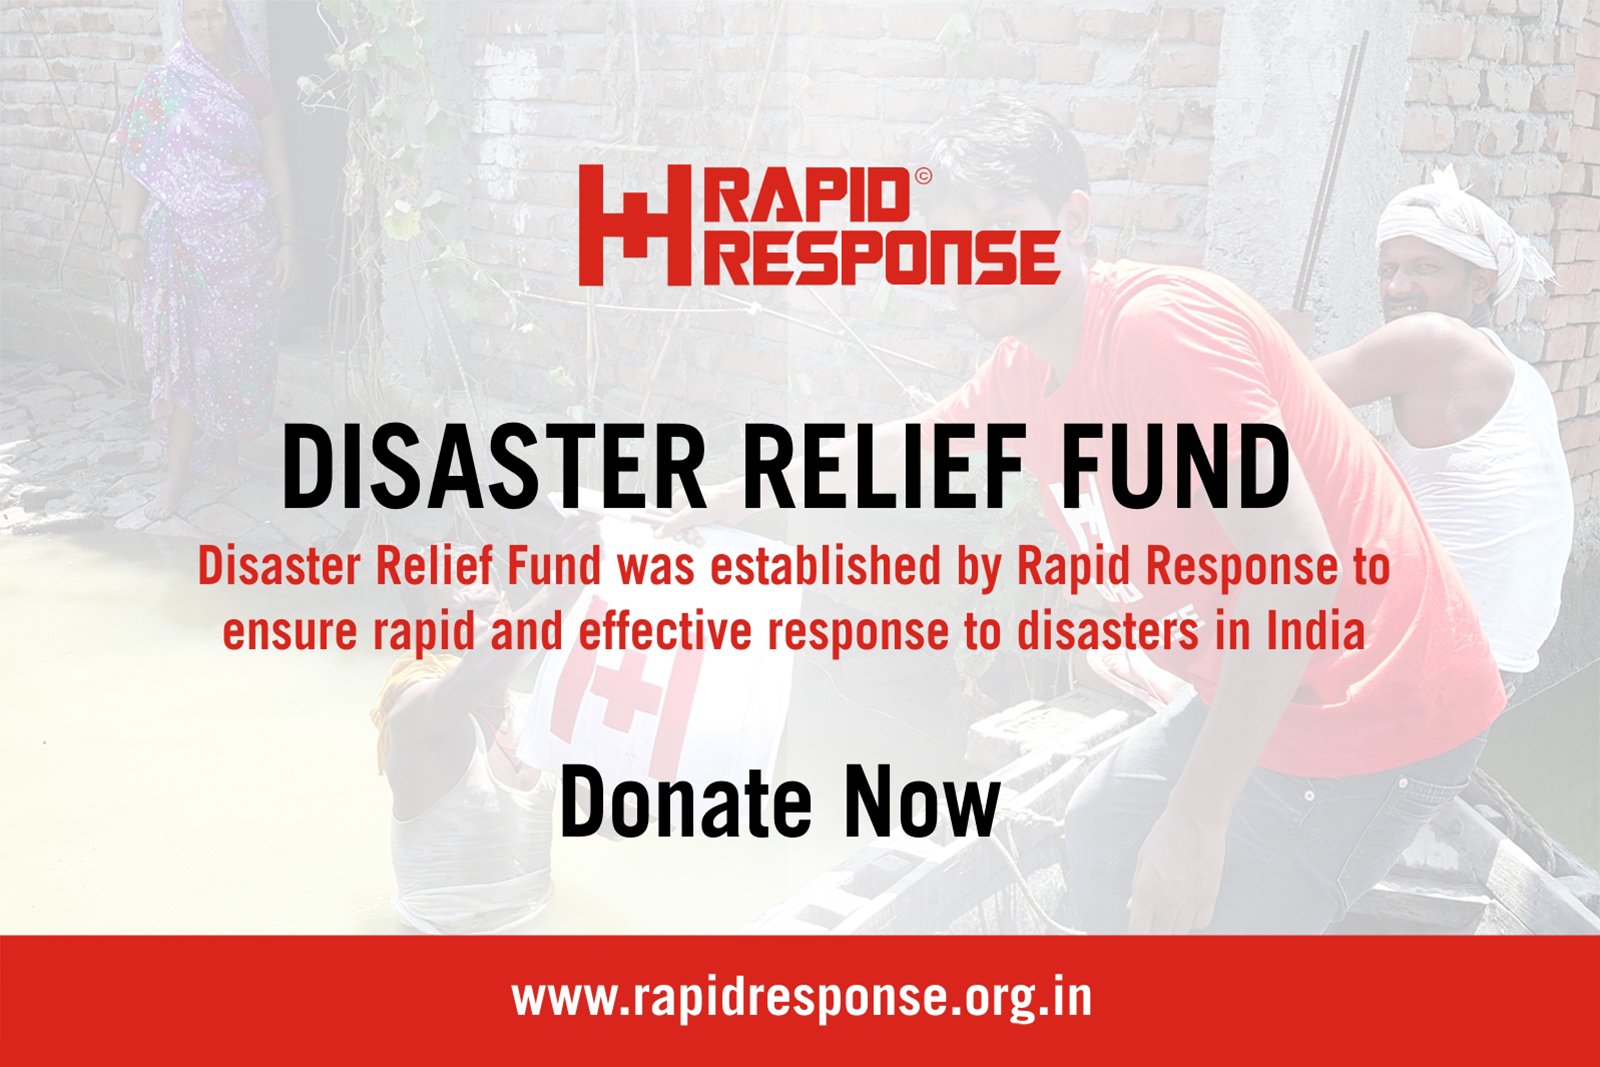 RAPID©
RESPONSE
DISASTER RELIEF FUND
Disaster Relief Fund was established by Rapid Response to
ensure rapid and effective response to disasters in India
Donate Now
www.rapidresponse.org.in